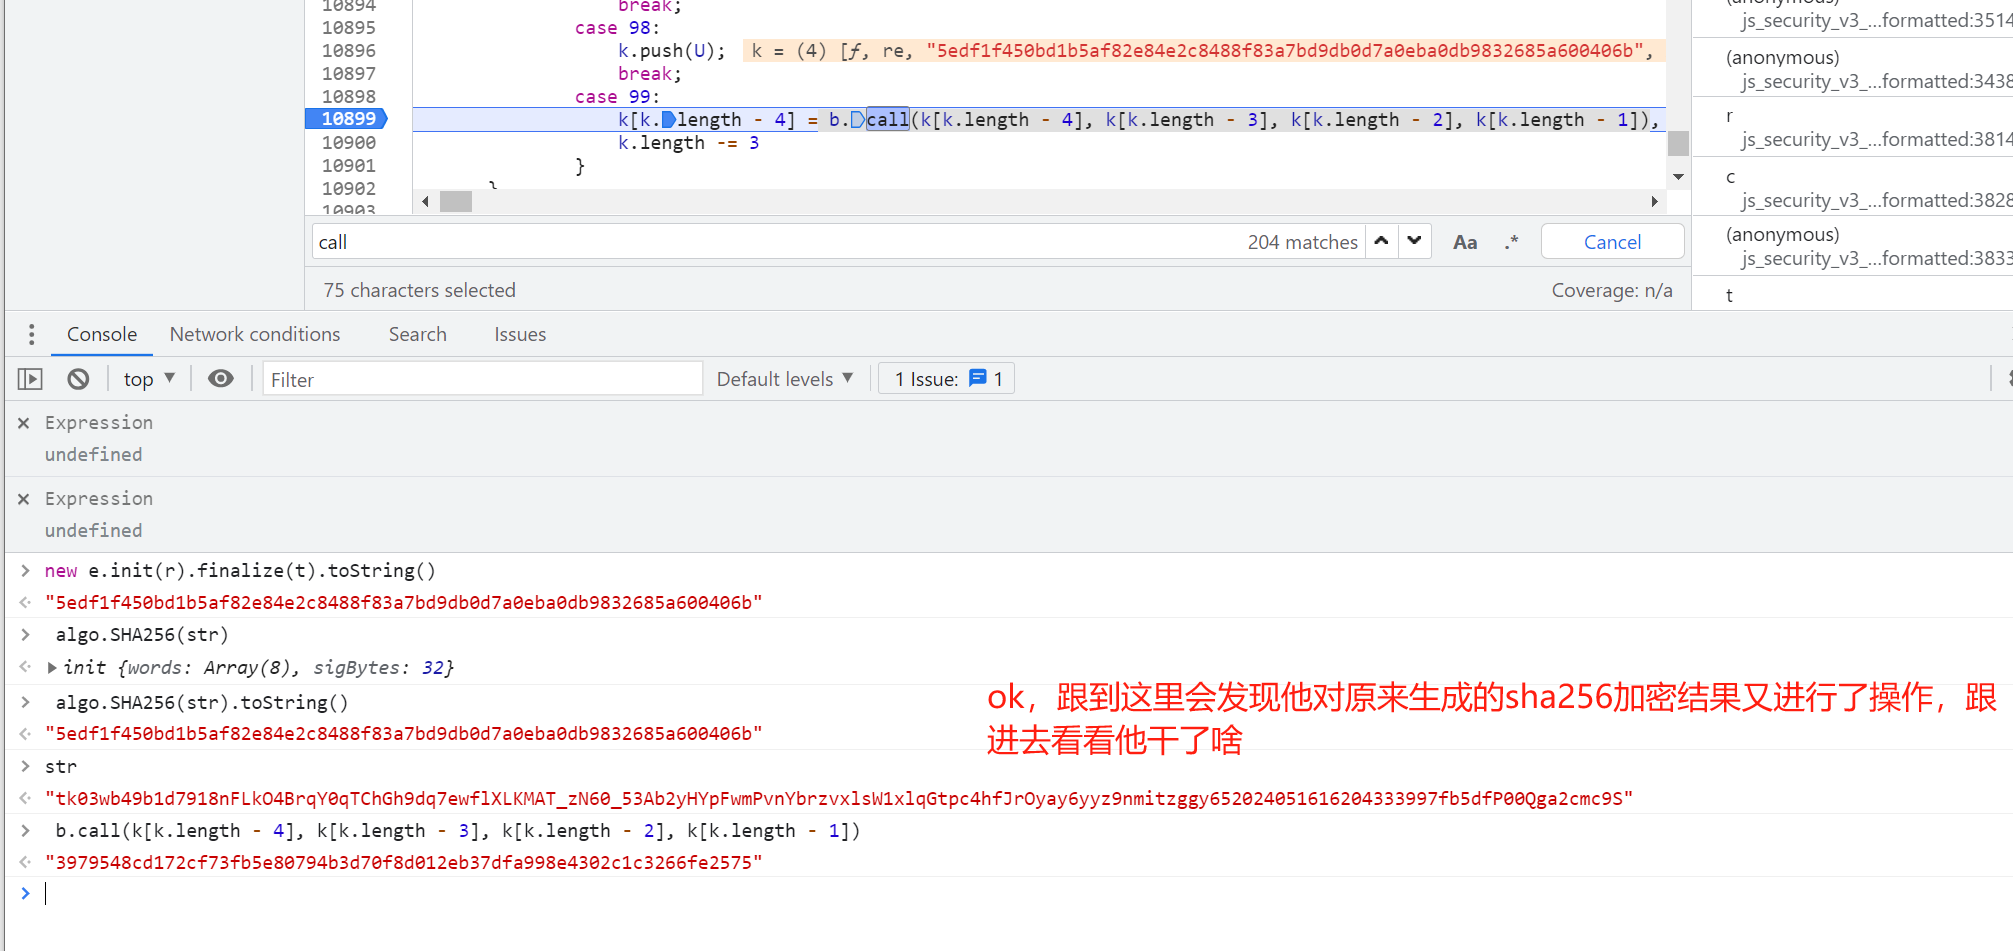 10894 break;
10895 case 98:
10896 k.push(U); k = (4) [ƒ, re, "5edf1f450bd1b5af82e84e2c8488f83a7bd9db0d7a0eba0db9832685a600406b",
10897 break;
10898 case 99:
10899 k[k.length - 4] = b.call(k[k.length - 4], k[k.length - 3], k[k.length - 2], k[k.length - 1]),
10900 k.length -= 3
10901 }
10902 }
10903
(anonymous)
js_security_v3_...formatted:3514
(anonymous)
js_security_v3_...formatted:3438
r
js_security_v3_...formatted:3814
c
js_security_v3_...formatted:3828
(anonymous)
js_security_v3_...formatted:3833
t
call 204 matches Aa .* Cancel
75 characters selected Coverage: n/a
Console Network conditions Search Issues
top ▼ Filter Default levels ▼ 1 Issue: 1
× Expression
undefined
× Expression
undefined
> new e.init(r).finalize(t).toString()
"5edf1f450bd1b5af82e84e2c8488f83a7bd9db0d7a0eba0db9832685a600406b"
> algo.SHA256(str)
▶ init {words: Array(8), sigBytes: 32}
> algo.SHA256(str).toString()
"5edf1f450bd1b5af82e84e2c8488f83a7bd9db0d7a0eba0db9832685a600406b"
ok，跟到这里会发现他对原来生成的sha256加密结果又进行了操作，跟
进去看看他干了啥
> str
"tk03wb49b1d7918nFLkO4BrqY0qTChGh9dq7ewflXLKMAT_zN60_53Ab2yHYpFwmPvnYbrzvxlsW1xlqGtpc4hfJrOyay6yyz9nmitzggy652024051616204333997fb5dfP00Qga2cmc9S"
> b.call(k[k.length - 4], k[k.length - 3], k[k.length - 2], k[k.length - 1])
"3979548cd172cf73fb5e80794b3d70f8d012eb37dfa998e4302c1c3266fe2575"
>